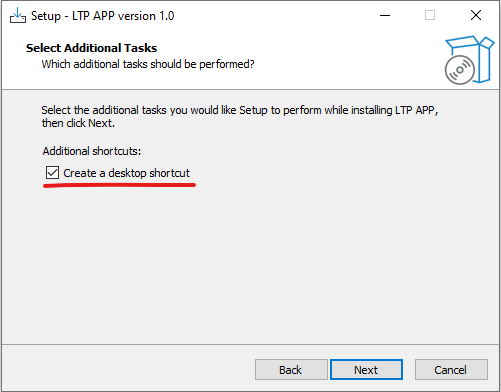 Setup - LTP APP version 1.0
Select Additional Tasks
Which additional tasks should be performed?
Select the additional tasks you would like Setup to perform while installing LTP APP,
then click Next.
Additional shortcuts:
Create a desktop shortcut
Back
Next
Cancel